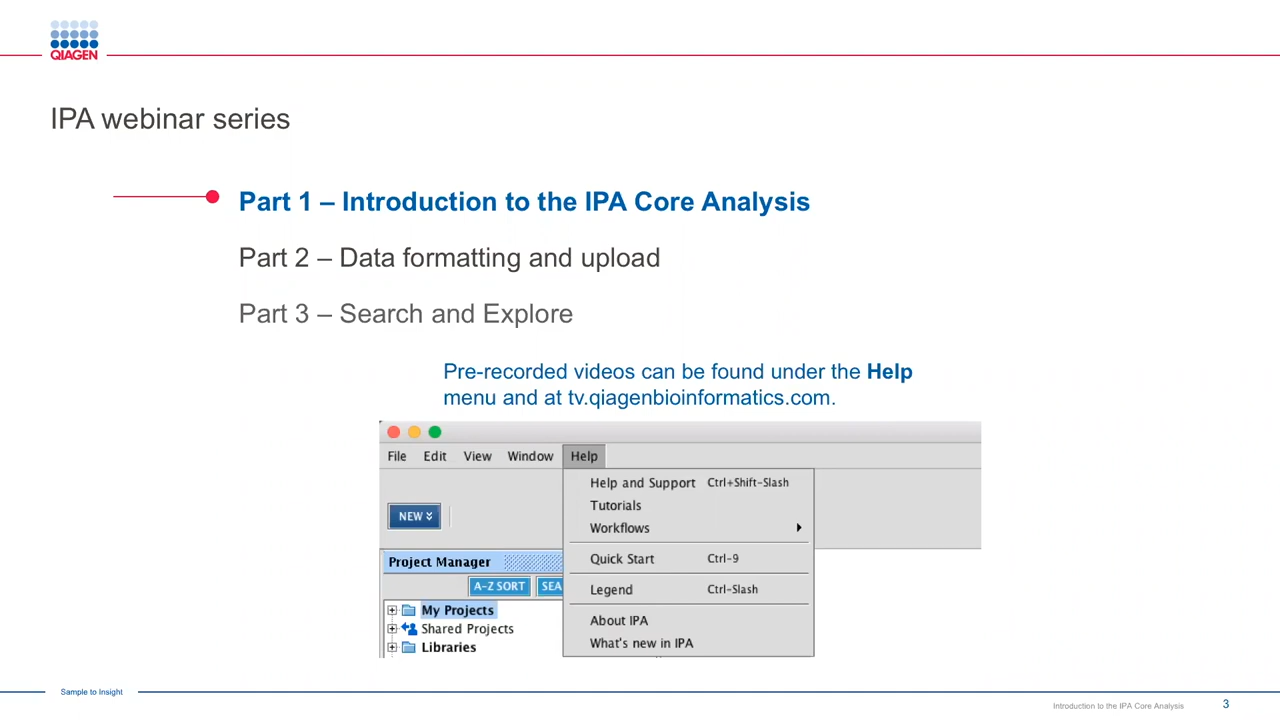 QIAGEN
IPA webinar series
Part 1 – Introduction to the IPA Core Analysis
Part 2 – Data formatting and upload
Part 3 – Search and Explore
Pre-recorded videos can be found under the Help
menu and at tv.qiagenbioinformatics.com.
File Edit View Window Help
Help and Support Ctrl+Shift-Slash
Tutorials
Workflows
NEW
Quick Start Ctrl-9
Project Manager
A-Z SORT SEA
Legend Ctrl-Slash
My Projects
Shared Projects
Libraries
About IPA
What's new in IPA
Sample to Insight
Introduction to the IPA Core Analysis 3